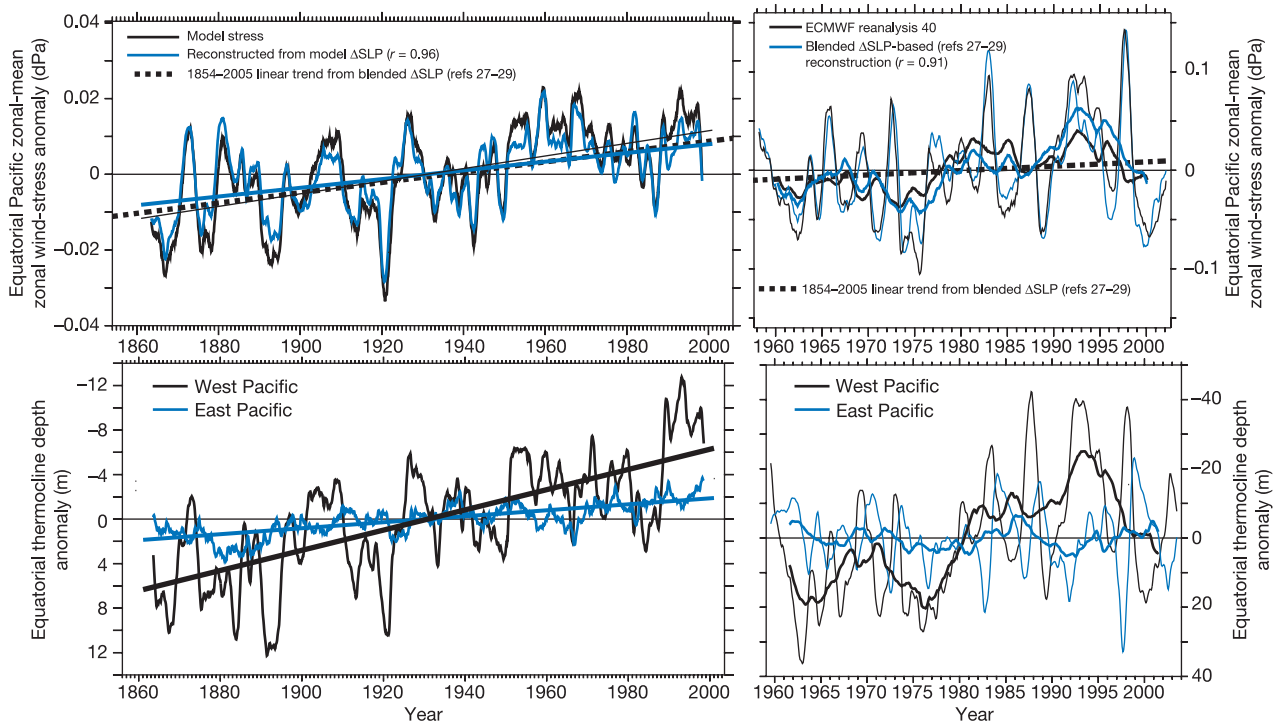 Equatorial Pacific zonal-mean
zonal wind-stress anomaly (dPa)
0.04
0.02
0
−0.02
−0.04
Model stress
Reconstructed from model ΔSLP (r = 0.96)
1854–2005 linear trend from blended ΔSLP (refs 27–29)
1860 1880 1900 1920 1940 1960 1980 2000
ECMWF reanalysis 40
Blended ΔSLP-based (refs 27–29)
reconstruction (r = 0.91)
1854–2005 linear trend from blended ΔSLP (refs 27–29)
0.1
0
−0.1
Equatorial Pacific zonal-mean
zonal wind-stress anomaly (dPa)
1960 1965 1970 1975 1980 1985 1990 1995 2000
Equatorial thermocline depth
anomaly (m)
−12
−8
−4
0
4
8
12
West Pacific
East Pacific
1860 1880 1900 1920 1940 1960 1980 2000
Year
West Pacific
East Pacific
−40
−20
0
20
40
Equatorial thermocline depth
anomaly (m)
1960 1965 1970 1975 1980 1985 1990 1995 2000
Year